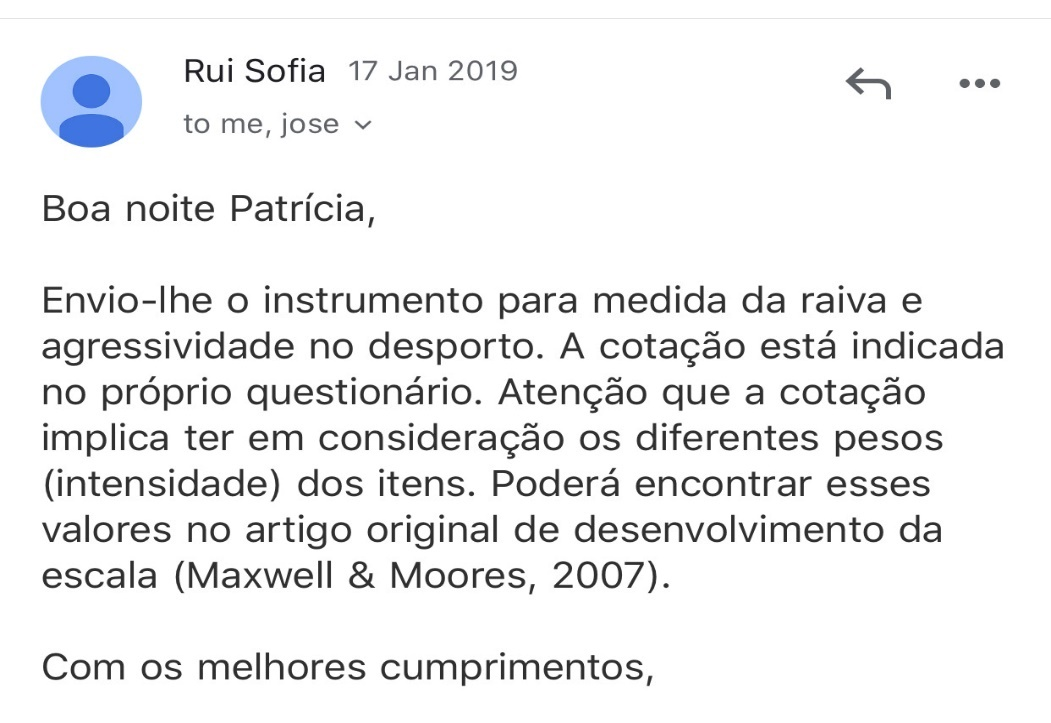 Rui Sofia 17 Jan 2019
to me, jose
Boa noite Patrícia,
Envio-lhe o instrumento para medida da raiva e
agressividade no desporto. A cotação está indicada
no próprio questionário. Atenção que a cotação
implica ter em consideração os diferentes pesos
(intensidade) dos itens. Poderá encontrar esses
valores no artigo original de desenvolvimento da
escala (Maxwell & Moores, 2007).
Com os melhores cumprimentos,